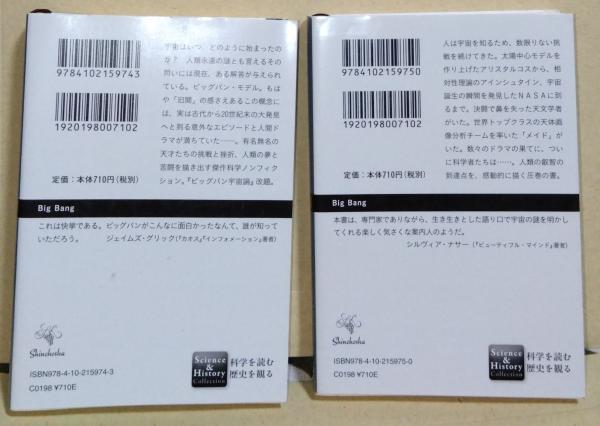 9784102159743
1920198007102
定価：本体710円（税別）
宇宙はいつ、どのように始まったの
か？　人類永遠の謎とも言えるその
問いには現在、ある解答が与えられ
ている。ビッグバン・モデル。もは
や「旧聞」の感さえあるこの概念に
は、実は古代から20世紀末の大発見
へと到る意外なエピソードと人間ド
ラマが満ちていた──。有名無名の
天才たちの挑戦と挫折、人類の夢と
苦闘を描き出す傑作科学ノンフィク
ション。『ビッグバン宇宙論』改題。
Big Bang
これは快挙である。ビッグバンがこんなに面白かったなんて、誰が知って
いただろう。
ジェイムズ・グリック（『カオス』『インフォメーション』著者）
Shinchosha
ISBN978-4-10-215974-3
C0198 ¥710E
Science
&
History
Collection
科学を読む
歴史を観る
9784102159750
1920198007102
定価：本体710円（税別）
人は宇宙を知るため、数限りない挑
戦を続けてきた。太陽中心モデルを
作り上げたアリスタルコスから、相
対性理論のアインシュタイン、宇宙
誕生の瞬間を発見したNASAに到
るまで。決闘で鼻を失った天文学者
がいた。世界トップクラスの天体画
像分析チームを率いた「メイド」が
いた。数々のドラマの果てに、つい
に科学者たちは……。人類の叡智の
到達点を、感動的に描く圧巻の書。
Big Bang
本書は、専門家でありながら、生き生きとした語り口で宇宙の謎を明かし
てくれる楽しく気さくな案内人のようだ。
シルヴィア・ナサー（『ビューティフル・マインド』著者）
Shinchosha
ISBN978-4-10-215975-0
C0198 ¥710E
Science
&
History
Collection
科学を読む
歴史を観る